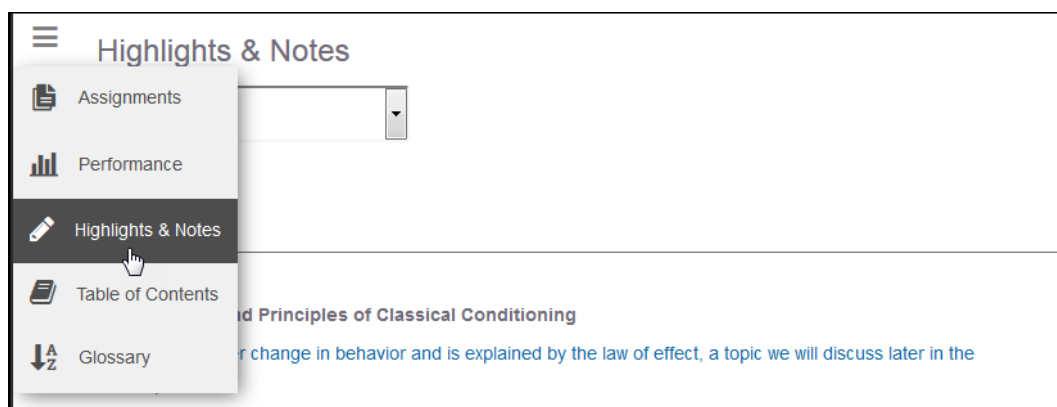 Highlights & Notes
Assignments
Performance
Highlights & Notes
Table of Contents
Glossary
Principles of Classical Conditioning
change in behavior and is explained by the law of effect, a topic we will discuss later in the